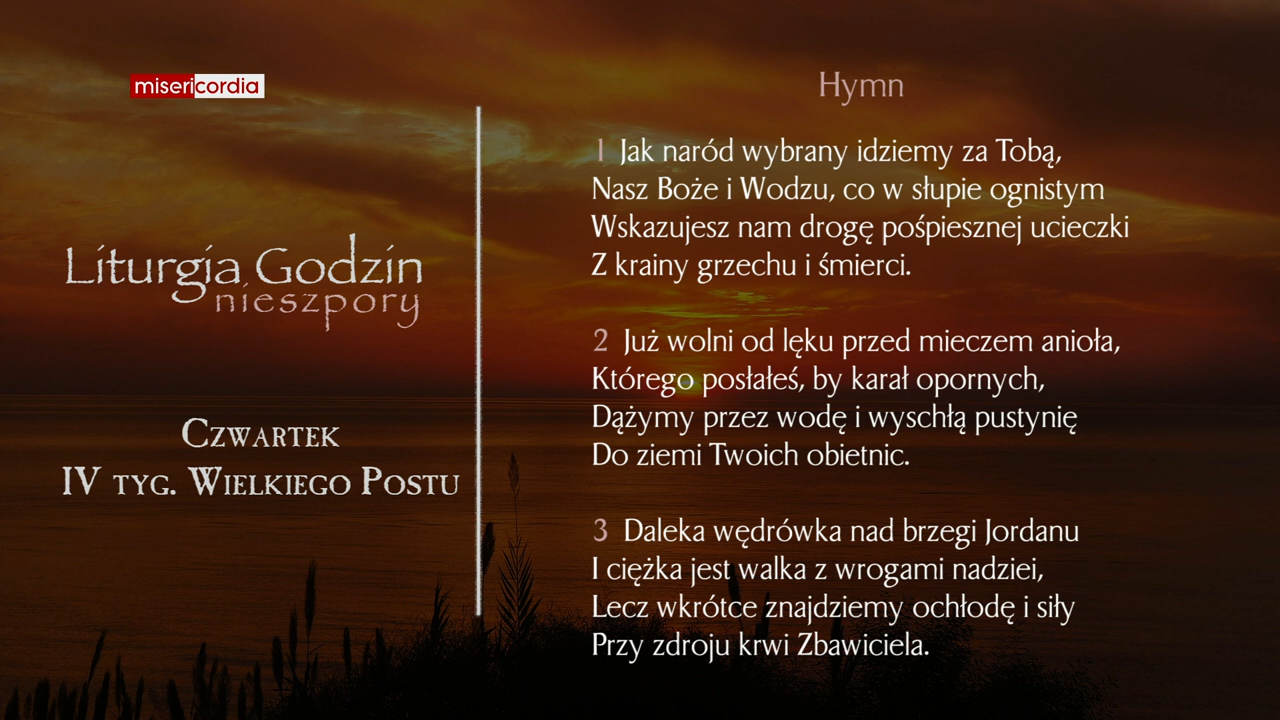 misericordia
Liturgia Godzin
nieszpory
Czwartek
IV tyg. Wielkiego Postu
Hymn
1 Jak naród wybrany idziemy za Tobą,
Nasz Boże i Wodzu, co w słupie ognistym
Wskazujesz nam drogę pośpiesznej ucieczki
Z krainy grzechu i śmierci.
2 Już wolni od lęku przed mieczem anioła,
Którego posłałeś, by karał opornych,
Dążymy przez wodę i wyschłą pustynię
Do ziemi Twoich obietnic.
3 Daleka wędrówka nad brzegi Jordanu
I ciężka jest walka z wrogami nadziei,
Lecz wkrótce znajdziemy ochłodę i siły
Przy zdroju krwi Zbawiciela.